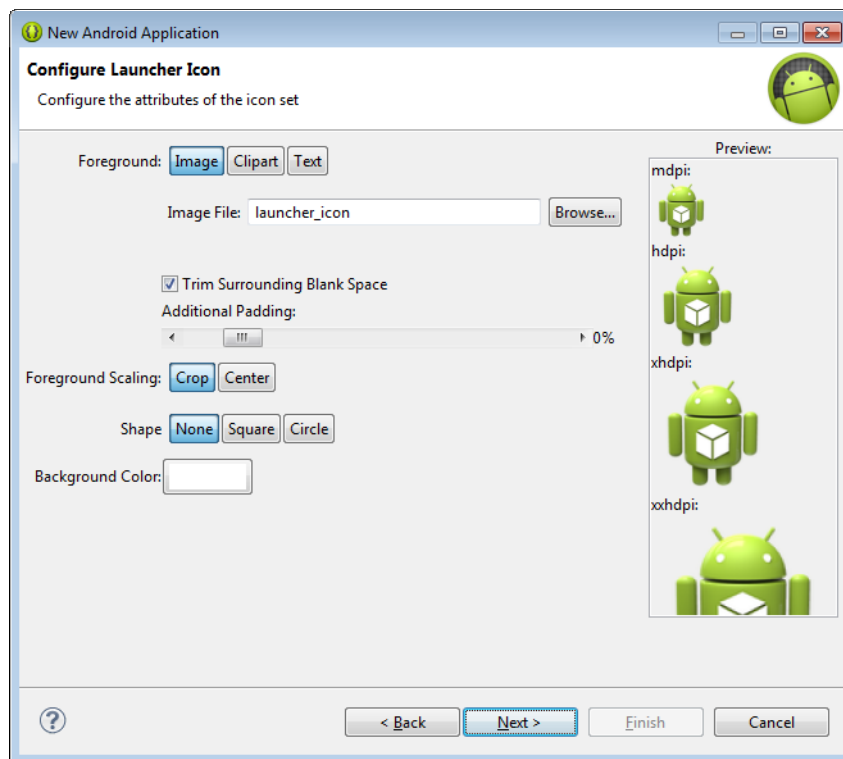 New Android Application
Configure Launcher Icon
Configure the attributes of the icon set
Foreground: Image Clipart Text
Image File: launcher_icon Browse...
Trim Surrounding Blank Space
Additional Padding:
0%
Foreground Scaling: Crop Center
Shape None Square Circle
Background Color:
Preview:
mdpi:
hdpi:
xhdpi:
xxhdpi:
? < Back Next > Finish Cancel